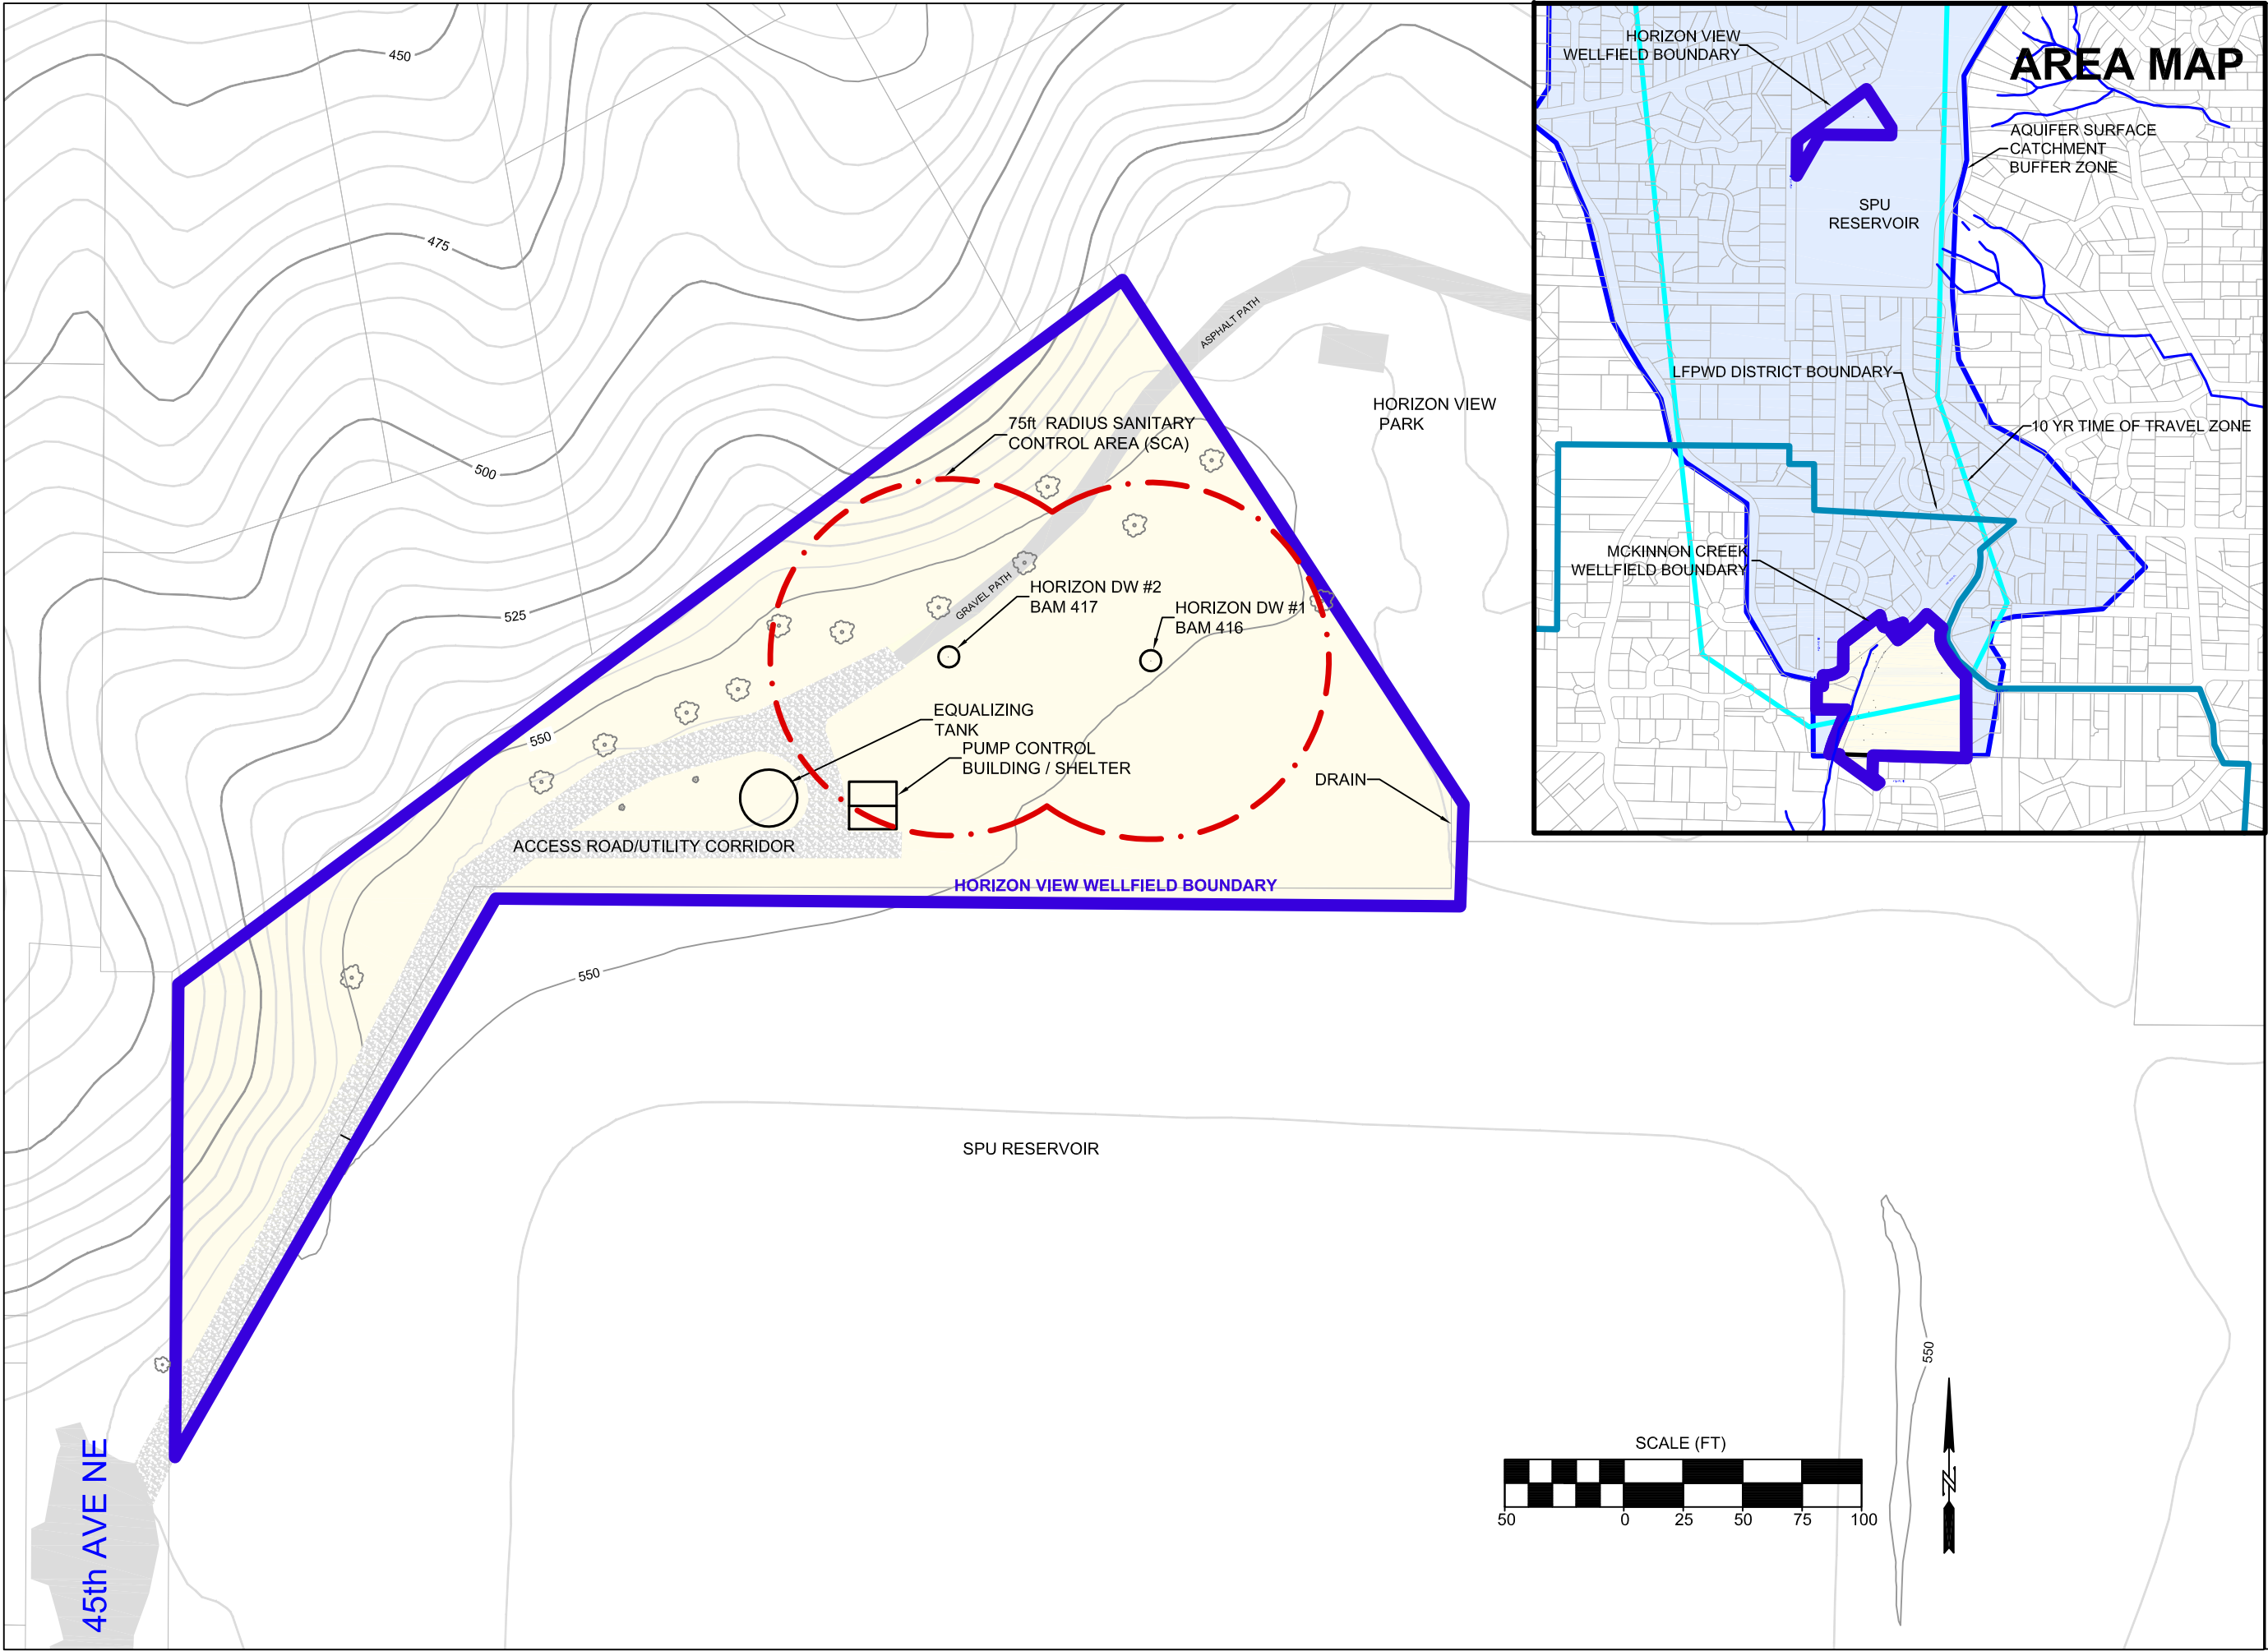 450
475
500
525
550
550
550
75ft RADIUS SANITARY
CONTROL AREA (SCA)
ASPHALT PATH
GRAVEL PATH
HORIZON VIEW
PARK
HORIZON DW #2
BAM 417
HORIZON DW #1
BAM 416
EQUALIZING
TANK
PUMP CONTROL
BUILDING / SHELTER
DRAIN
ACCESS ROAD/UTILITY CORRIDOR
HORIZON VIEW WELLFIELD BOUNDARY
SPU RESERVOIR
45th AVE NE
SCALE (FT)
50 0 25 50 75 100
N
AREA MAP
HORIZON VIEW
WELLFIELD BOUNDARY
AQUIFER SURFACE
CATCHMENT
BUFFER ZONE
SPU
RESERVOIR
LFPWD DISTRICT BOUNDARY
10 YR TIME OF TRAVEL ZONE
MCKINNON CREEK
WELLFIELD BOUNDARY